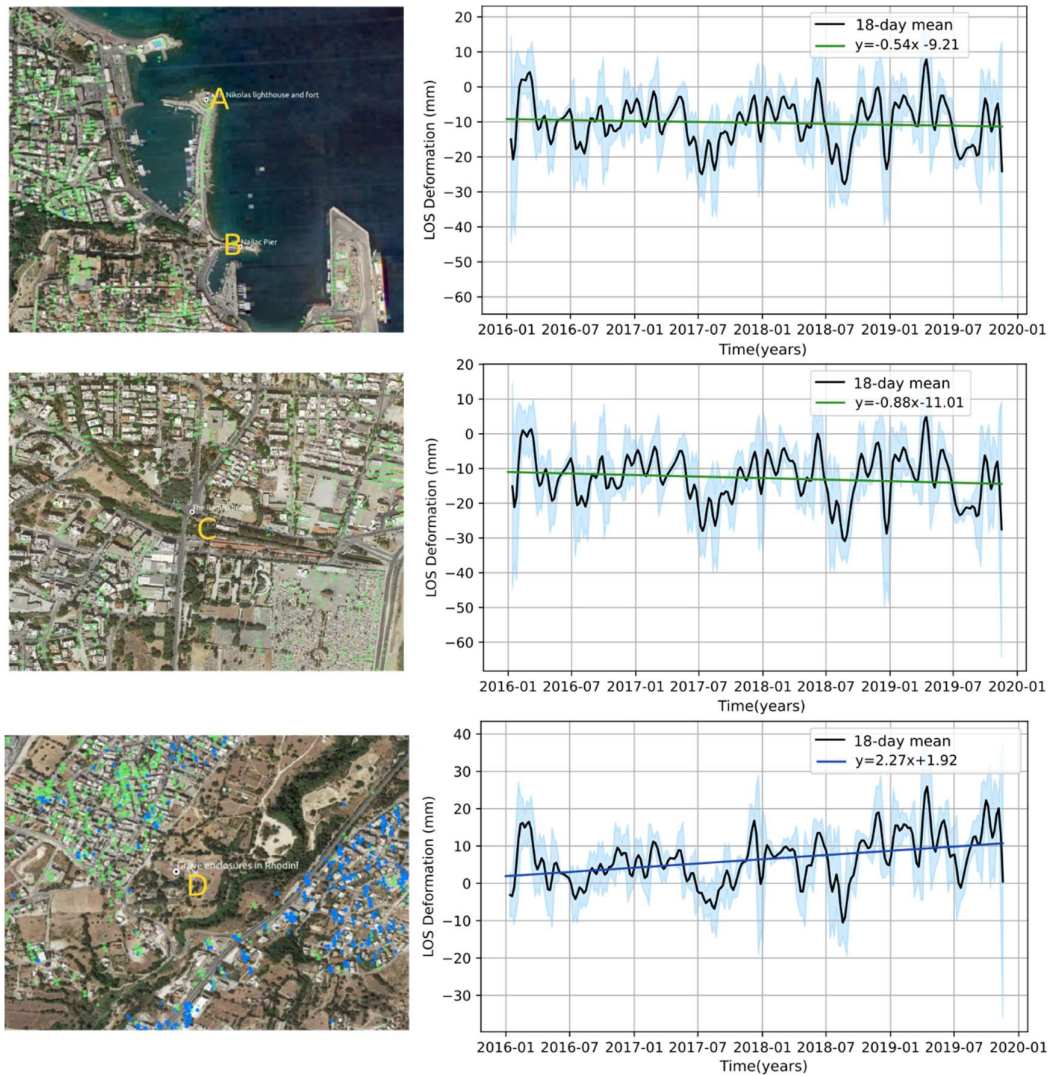 A
Nikolas lighthouse and fort
B
Naillac Pier
20
10
0
−10
−20
−30
−40
−50
−60
LOS Deformation (mm)
18-day mean
y=-0.54x -9.21
2016-01 2016-07 2017-01 2017-07 2018-01 2018-07 2019-01 2019-07 2020-01
Time(years)
The Roman bridge
C
20
10
0
−10
−20
−30
−40
−50
−60
LOS Deformation (mm)
18-day mean
y=-0.88x-11.01
2016-01 2016-07 2017-01 2017-07 2018-01 2018-07 2019-01 2019-07 2020-01
Time(years)
Grave enclosures in Rhodini
D
40
30
20
10
0
−10
−20
−30
LOS Deformation (mm)
18-day mean
y=2.27x+1.92
2016-01 2016-07 2017-01 2017-07 2018-01 2018-07 2019-01 2019-07 2020-01
Time(years)